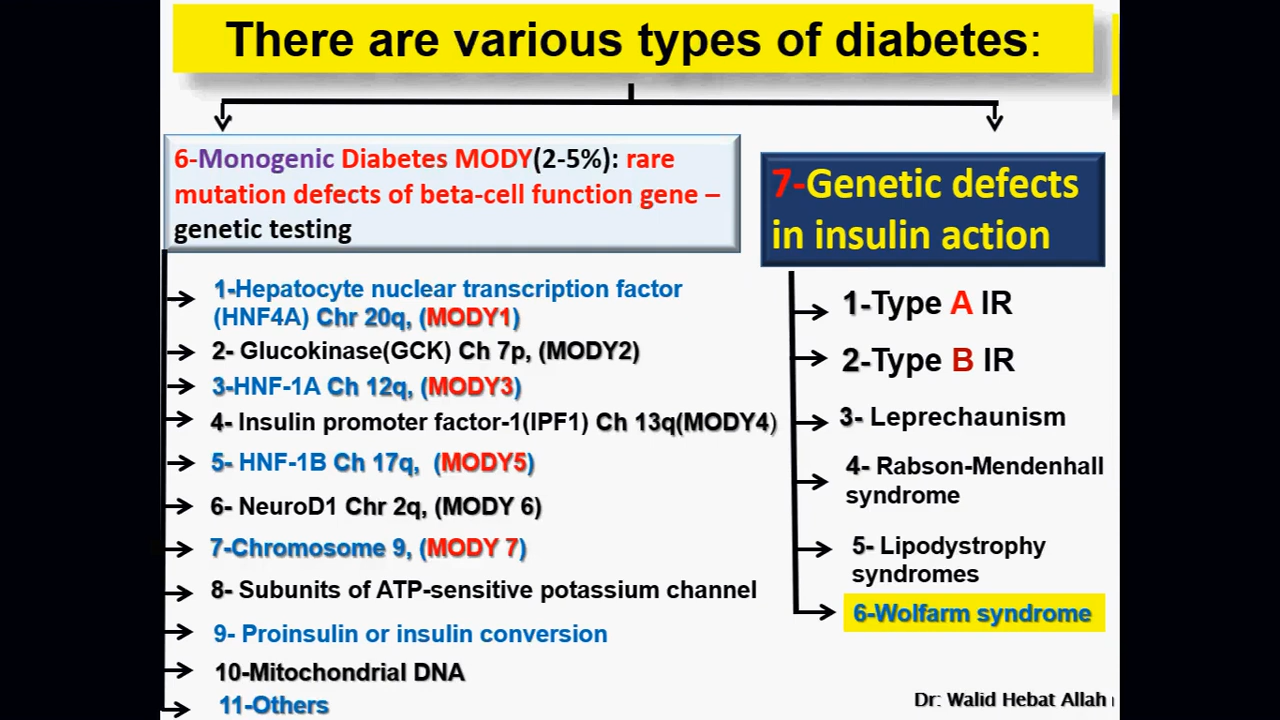 There are various types of diabetes:
6-Monogenic Diabetes MODY(2-5%): rare
mutation defects of beta-cell function gene –
genetic testing
1-Hepatocyte nuclear transcription factor
(HNF4A) Chr 20q, (MODY1)
2- Glucokinase(GCK) Ch 7p, (MODY2)
3-HNF-1A Ch 12q, (MODY3)
4- Insulin promoter factor-1(IPF1) Ch 13q(MODY4)
5- HNF-1B Ch 17q, (MODY5)
6- NeuroD1 Chr 2q, (MODY 6)
7-Chromosome 9, (MODY 7)
8- Subunits of ATP-sensitive potassium channel
9- Proinsulin or insulin conversion
10-Mitochondrial DNA
11-Others
7-Genetic defects
in insulin action
1-Type A IR
2-Type B IR
3- Leprechaunism
4- Rabson-Mendenhall
syndrome
5- Lipodystrophy
syndromes
6-Wolfarm syndrome
Dr: Walid Hebat Allah